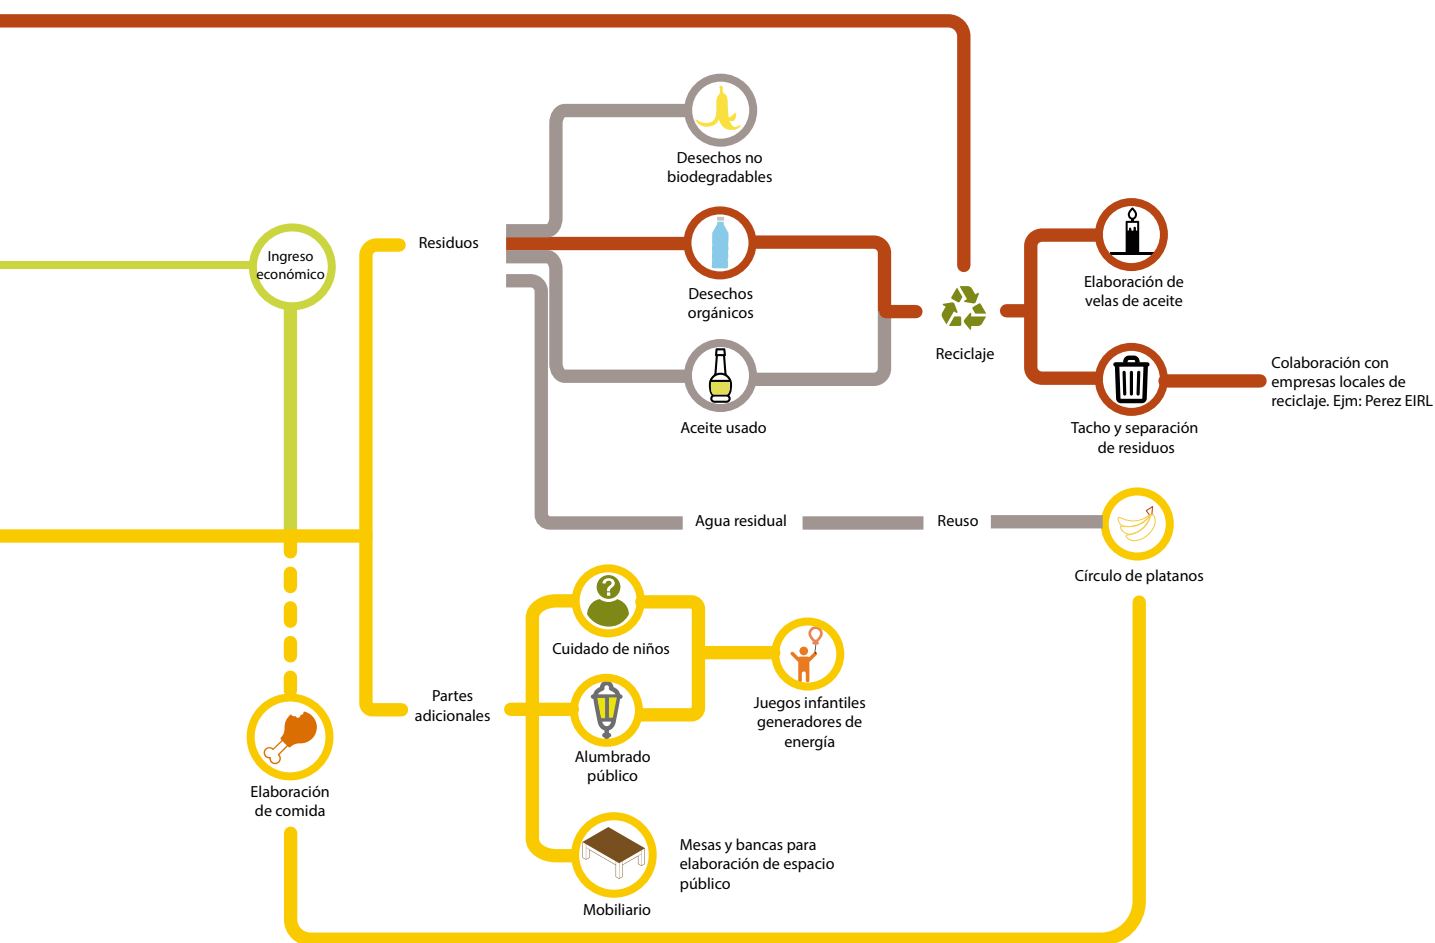 Desechos no
biodegradables
Ingreso
económico
Residuos
Desechos
orgánicos
Elaboración de
velas de aceite
Reciclaje
Colaboración con
empresas locales de
reciclaje. Ejm: Perez EIRL
Aceite usado
Tacho y separación
de residuos
Agua residual
Reuso
Círculo de platanos
?
Cuidado de niños
Partes
adicionales
Juegos infantiles
generadores de
energía
Alumbrado
público
Elaboración
de comida
Mesas y bancas para
elaboración de espacio
público
Mobiliario